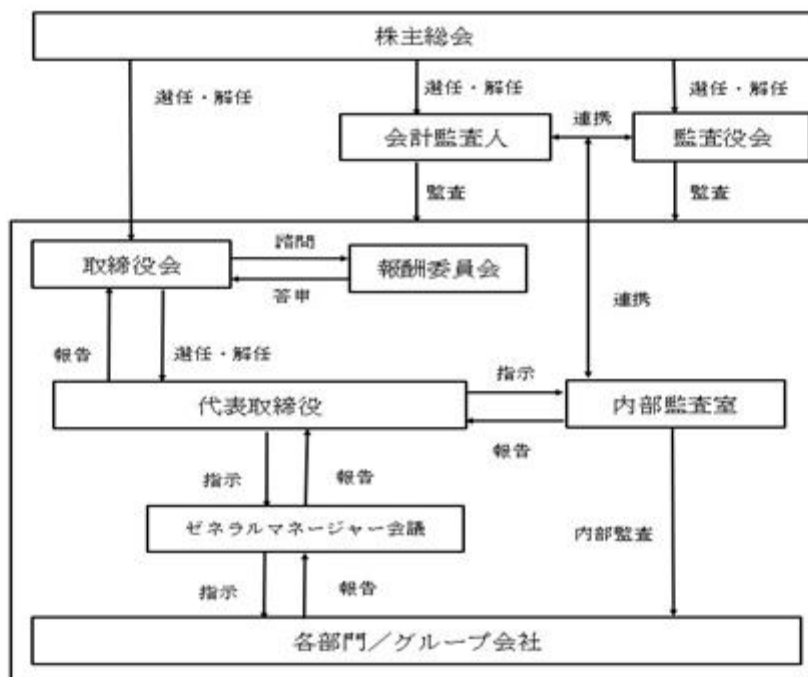 株主総会
選任・解任
選任・解任
選任・解任
会計監査人
連携
監査役会
監査
監査
取締役会
諮問
報酬委員会
答申
連携
報告
選任・解任
代表取締役
指示
内部監査室
報告
指示
報告
ゼネラルマネージャー会議
内部監査
指示
報告
各部門／グループ会社